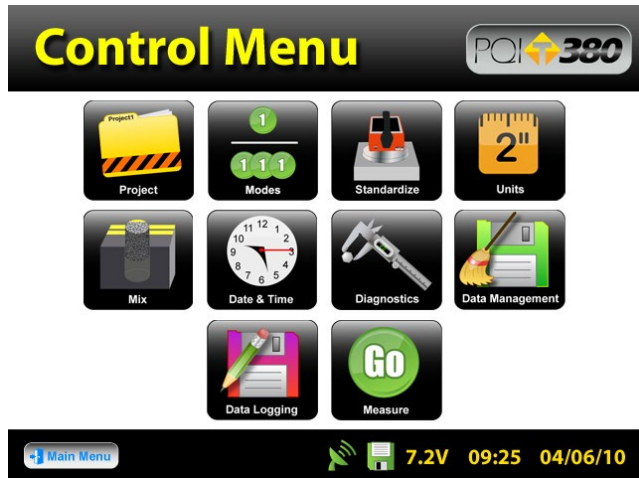 Control Menu
PQI T 380
Project1
1
1 1 1
2"
Project
Modes
Standardize
Units
11 12 1
10 2
9 3
8 4
7 6 5
Mix
Date & Time
Diagnostics
Data Management
Go
Data Logging
Measure
Main Menu
7.2V 09:25 04/06/10